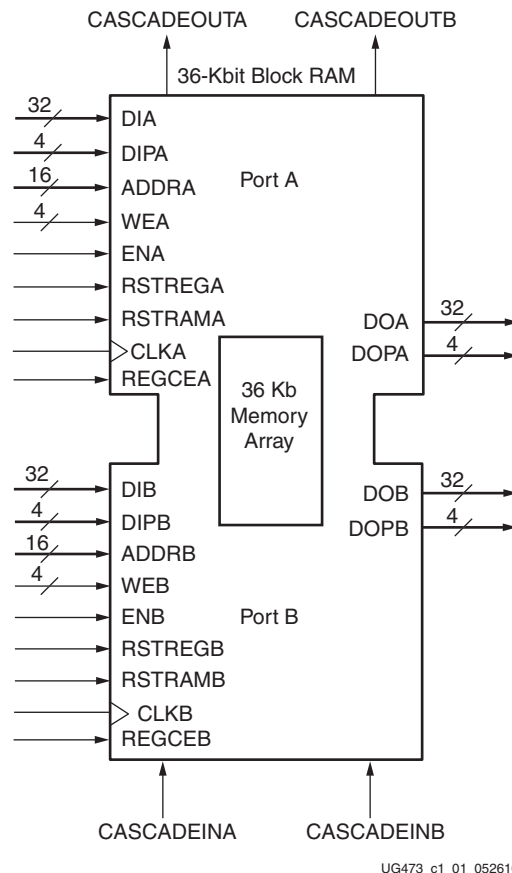 CASCADEOUTA CASCADEOUTB
36-Kbit Block RAM
32 DIA
4 DIPA
16 ADDRA
Port A
4 WEA
ENA
RSTREGA
RSTRAMA
DOA 32
CLKA
DOPA 4
REGCEA
36 Kb
Memory
Array
32 DIB
DOB 32
4 DIPB
DOPB 4
16 ADDRB
4 WEB
ENB
Port B
RSTREGB
RSTRAMB
CLKB
REGCEB
CASCADEINA CASCADEINB